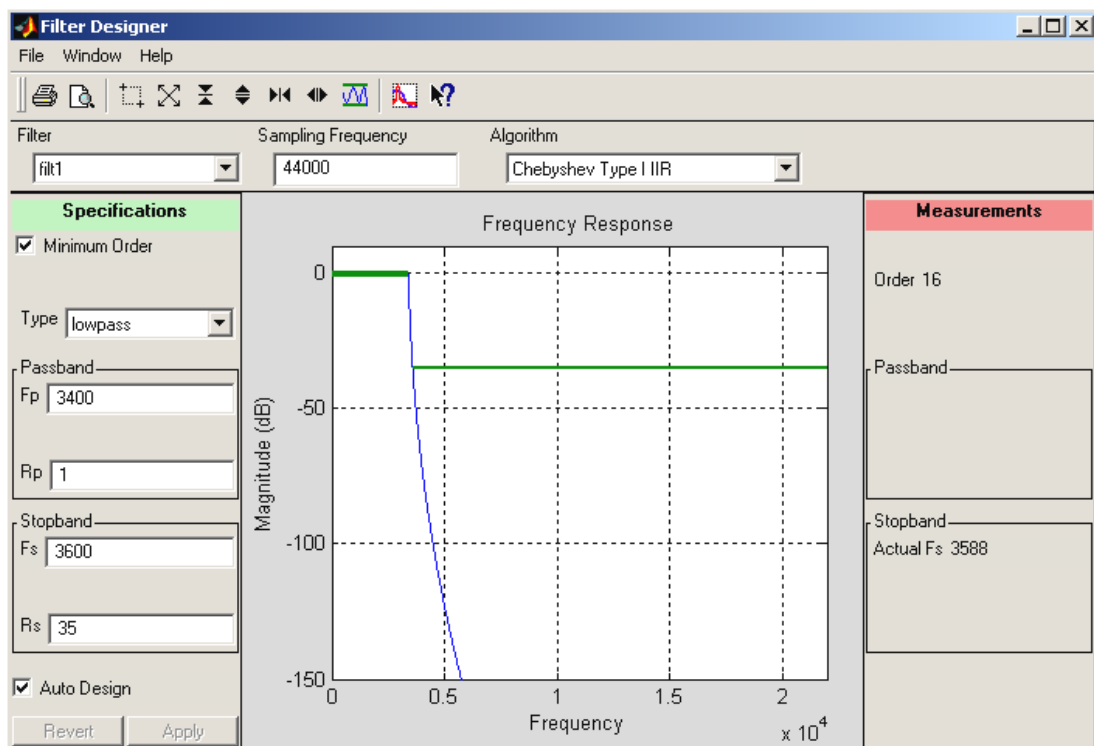 Filter Designer
File Window Help
Filter
Sampling Frequency
Algorithm
filt1
44000
Chebyshev Type I IIR
Specifications
Minimum Order
Type
lowpass
Passband
Fp
3400
Rp
1
Stopband
Fs
3600
Rs
35
Auto Design
Revert
Apply
Frequency Response
Magnitude (dB)
0
-50
-100
-150
0
0.5
1
1.5
2
Frequency
x 10^4
Measurements
Order 16
Passband
Stopband
Actual Fs 3588